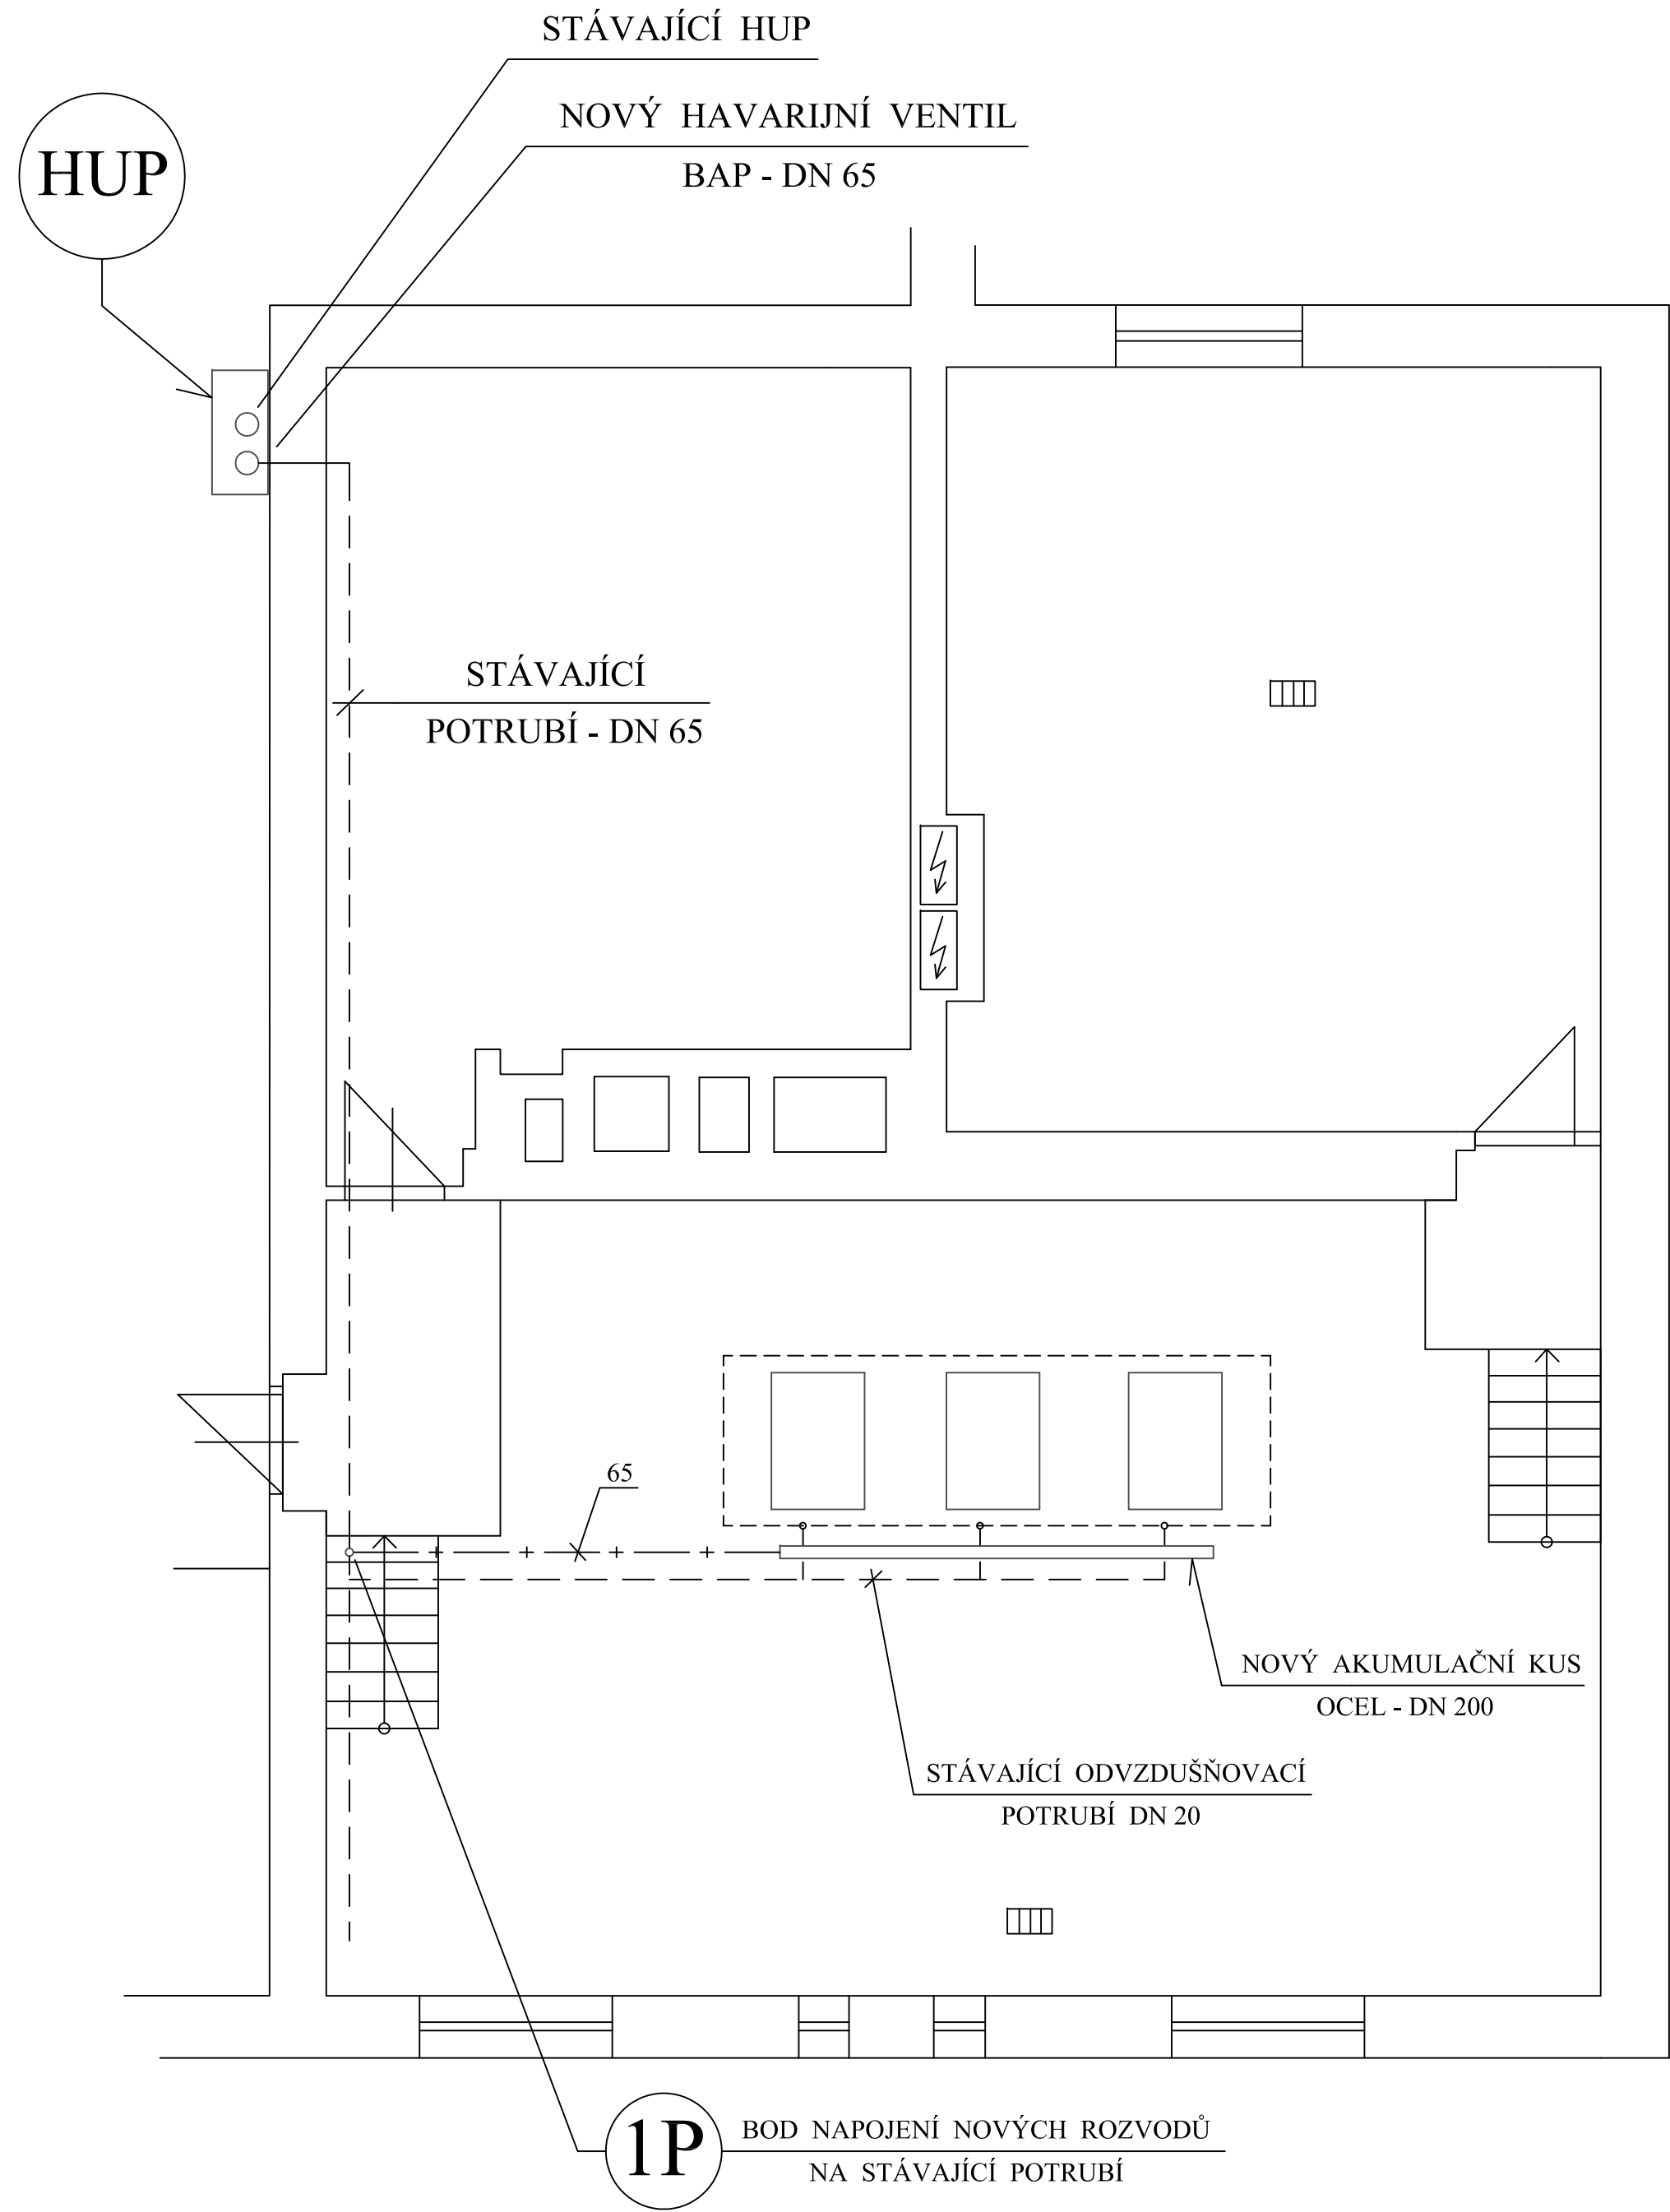 STÁVAJÍCÍ HUP
NOVÝ HAVARIJNÍ VENTIL
BAP - DN 65
HUP
STÁVAJÍCÍ
POTRUBÍ - DN 65
65
NOVÝ AKUMULAČNÍ KUS
OCEL - DN 200
STÁVAJÍCÍ ODVZDUŠŇOVACÍ
POTRUBÍ DN 20
1P
BOD NAPOJENÍ NOVÝCH ROZVODŮ
NA STÁVAJÍCÍ POTRUBÍ